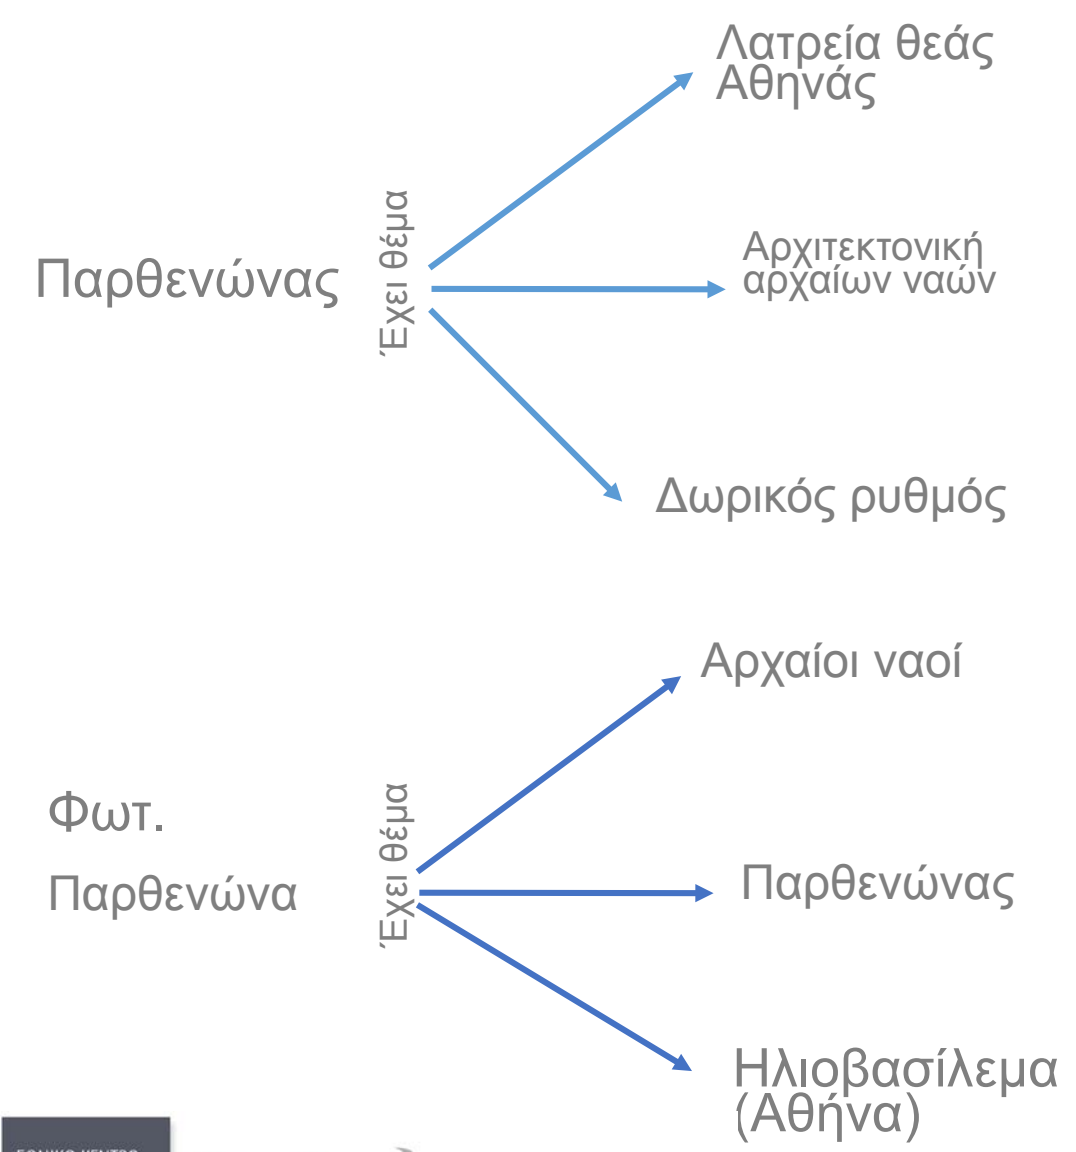 Λατρεία θεάς
Αθηνάς
Έχει θέμα
Παρθενώνας
Αρχιτεκτονική
αρχαίων ναών
Δωρικός ρυθμός
Αρχαίοι ναοί
Φωτ.
Παρθενώνα
Έχει θέμα
Παρθενώνας
Ηλιοβασίλεμα
(Αθήνα)